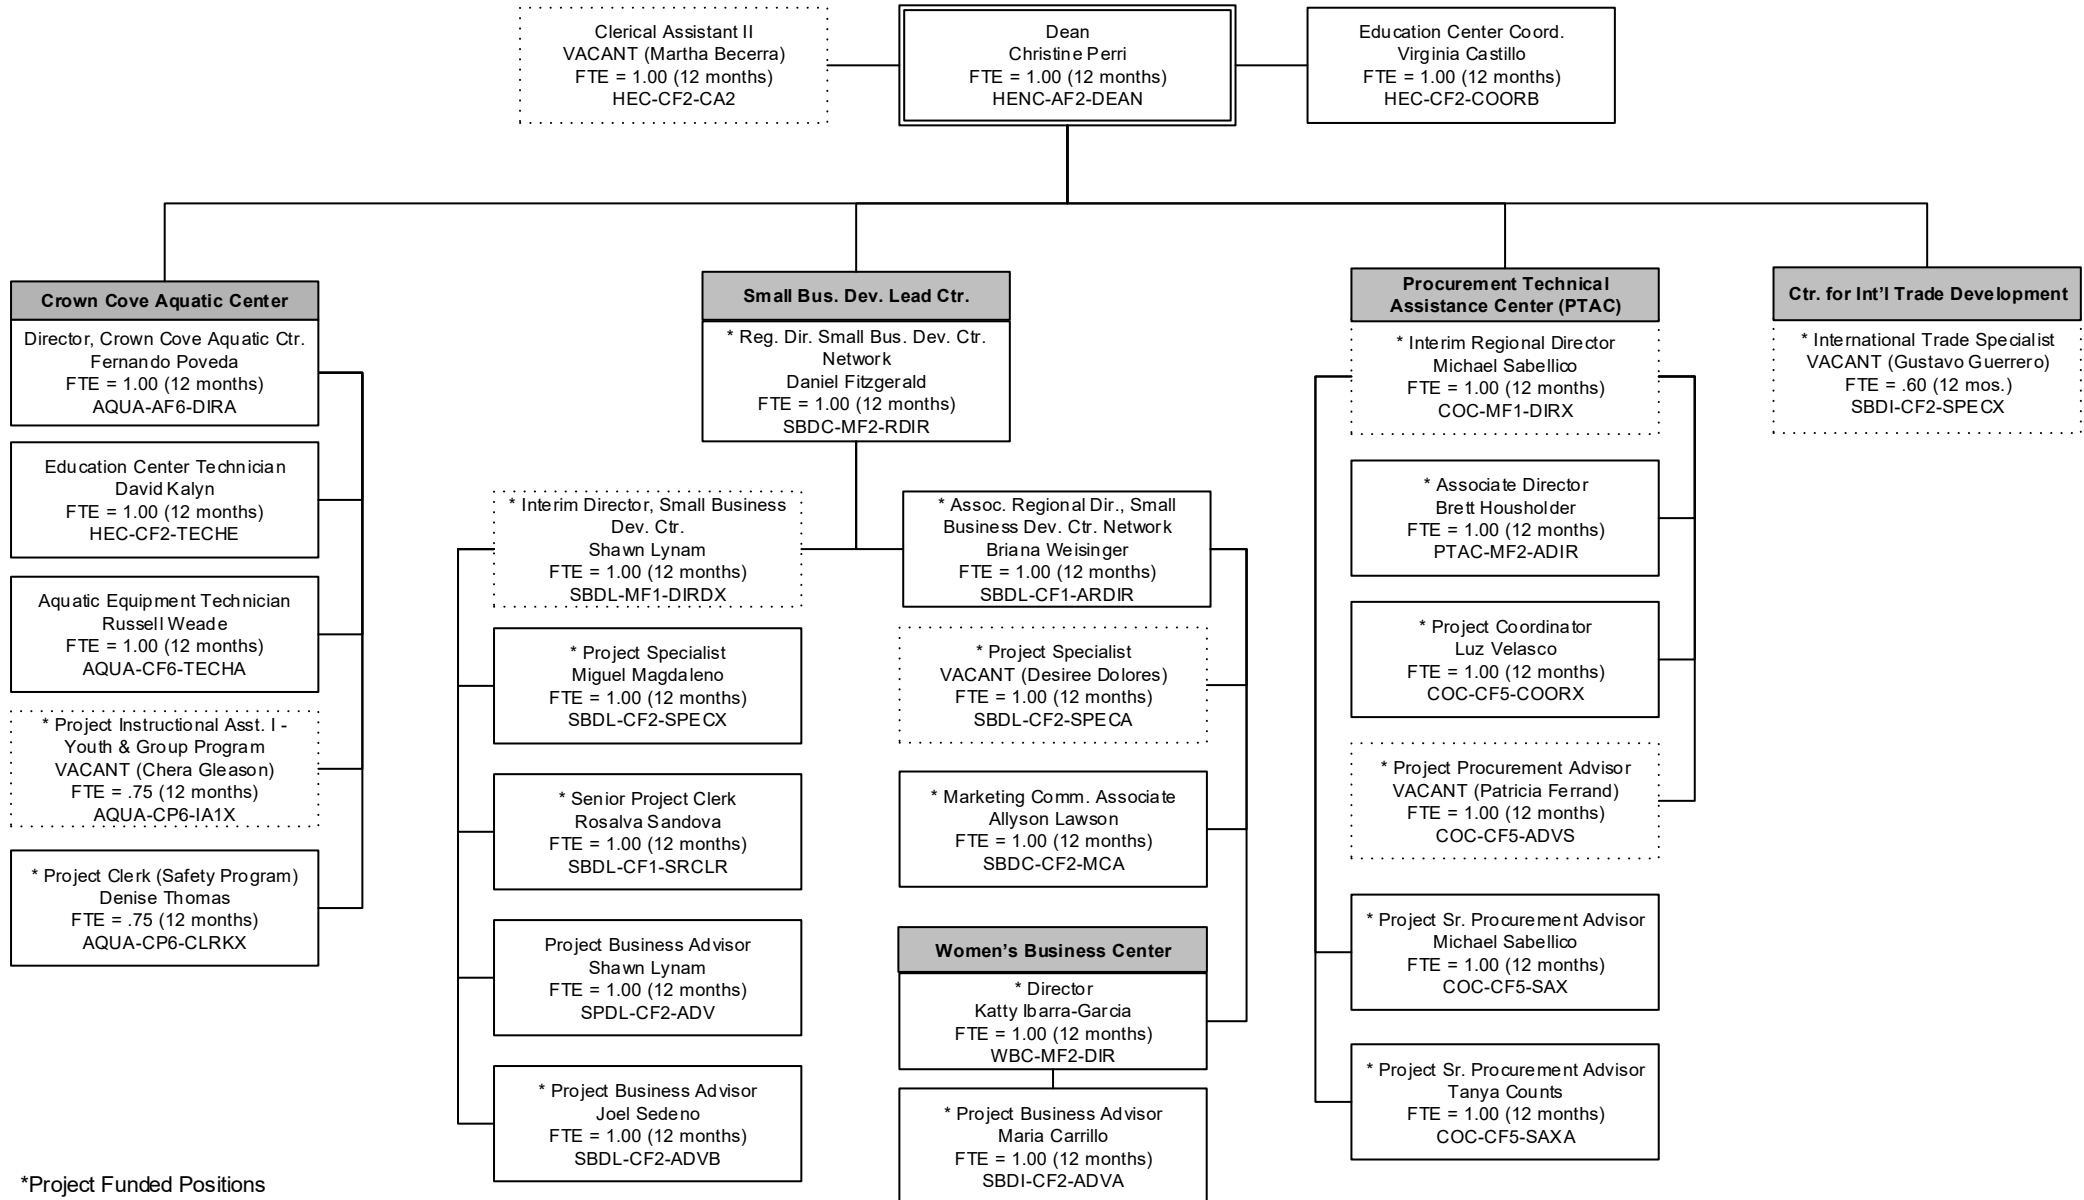 Clerical Assistant II
VACANT (Martha Becerra)
FTE = 1.00 (12 months)
HEC-CF2-CA2
Dean
Christine Perri
FTE = 1.00 (12 months)
HENC-AF2-DEAN
Education Center Coord.
Virginia Castillo
FTE = 1.00 (12 months)
HEC-CF2-COORB
Crown Cove Aquatic Center
Director, Crown Cove Aquatic Ctr.
Fernando Poveda
FTE = 1.00 (12 months)
AQUA-AF6-DIRA
Education Center Technician
David Kalyn
FTE = 1.00 (12 months)
HEC-CF2-TECHE
Aquatic Equipment Technician
Russell Weade
FTE = 1.00 (12 months)
AQUA-CF6-TECHA
* Project Instructional Asst. I -
Youth & Group Program
VACANT (Chera Gleason)
FTE = .75 (12 months)
AQUA-CP6-IA1X
* Project Clerk (Safety Program)
Denise Thomas
FTE = .75 (12 months)
AQUA-CP6-CLRKX
Small Bus. Dev. Lead Ctr.
* Reg. Dir. Small Bus. Dev. Ctr.
Network
Daniel Fitzgerald
FTE = 1.00 (12 months)
SBDC-MF2-RDIR
* Interim Director, Small Business
Dev. Ctr.
Shawn Lynam
FTE = 1.00 (12 months)
SBDL-MF1-DIRDX
* Project Specialist
Miguel Magdaleno
FTE = 1.00 (12 months)
SBDL-CF2-SPECX
* Senior Project Clerk
Rosalva Sandova
FTE = 1.00 (12 months)
SBDL-CF1-SRCLR
Project Business Advisor
Shawn Lynam
FTE = 1.00 (12 months)
SPDL-CF2-ADV
* Project Business Advisor
Joel Sedeno
FTE = 1.00 (12 months)
SBDL-CF2-ADVB
* Assoc. Regional Dir., Small
Business Dev. Ctr. Network
Briana Weisinger
FTE = 1.00 (12 months)
SBDL-CF1-ARDIR
* Project Specialist
VACANT (Desiree Dolores)
FTE = 1.00 (12 months)
SBDL-CF2-SPECA
* Marketing Comm. Associate
Allyson Lawson
FTE = 1.00 (12 months)
SBDC-CF2-MCA
Women's Business Center
* Director
Katty Ibarra-Garcia
FTE = 1.00 (12 months)
WBC-MF2-DIR
* Project Business Advisor
Maria Carrillo
FTE = 1.00 (12 months)
SBDI-CF2-ADVA
Procurement Technical
Assistance Center (PTAC)
* Interim Regional Director
Michael Sabellico
FTE = 1.00 (12 months)
COC-MF1-DIRX
* Associate Director
Brett Housholder
FTE = 1.00 (12 months)
PTAC-MF2-ADIR
* Project Coordinator
Luz Velasco
FTE = 1.00 (12 months)
COC-CF5-COORX
* Project Procurement Advisor
VACANT (Patricia Ferrand)
FTE = 1.00 (12 months)
COC-CF5-ADVS
* Project Sr. Procurement Advisor
Michael Sabellico
FTE = 1.00 (12 months)
COC-CF5-SAX
* Project Sr. Procurement Advisor
Tanya Counts
FTE = 1.00 (12 months)
COC-CF5-SAXA
Ctr. for Int'l Trade Development
* International Trade Specialist
VACANT (Gustavo Guerrero)
FTE = .60 (12 mos.)
SBDI-CF2-SPECX
*Project Funded Positions